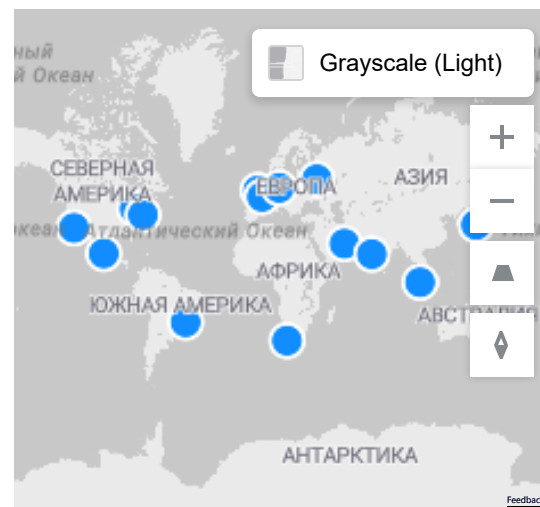 Grayscale (Light)
ный
й Океан
СЕВЕРНАЯ
АМЕРИКА
ЕВРОПА
АЗИЯ
Атлантический Океан
АФРИКА
ЮЖНАЯ АМЕРИКА
АВСТРАЛИЯ
АНТАРКТИКА
Feedbac